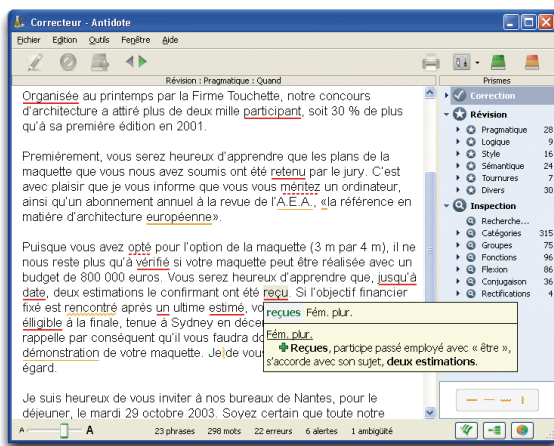 Correcteur - Antidote
Fichier Edition Outils Fenêtre Aide
Révision : Pragmatique : Quand
Prismes
Organisée au printemps par la Firme Touchette, notre concours
d'architecture a attiré plus de deux mille participant, soit 30 % de plus
qu'à sa première édition en 2001.
Premièrement, vous serez heureux d'apprendre que les plans de la
maquette que vous nous avez soumis ont été retenu par le jury. C'est
avec plaisir que je vous informe que vous vous méritez un ordinateur,
ainsi qu'un abonnement annuel à la revue de l'A.E.A., «la référence en
matière d'architecture européenne».
Puisque vous avez opté pour l'option de la maquette (3 m par 4 m), il ne
nous reste plus qu'à vérifié si votre maquette peut être réalisée avec un
budget de 800 000 euros. Vous serez heureux d'apprendre que, jusqu'à
date, deux estimations le confirmant ont été reçu. Si l'objectif financier
fixé est rencontré après un ultime estimé, vo
élligible à la finale, tenue à Sydney en décem
rappelle par conséquent qu'il vous faudra do
démonstration de votre maquette. Je de vous
égard.
Je suis heureux de vous inviter à nos bureaux de Nantes, pour le
déjeuner, le mardi 29 octobre 2003. Soyez certain que toute notre
reçues Fém. plur.
Fém. plur.
Reçues, participe passé employé avec « être »,
s'accorde avec son sujet, deux estimations.
Correction
Révision
Pragmatique 28
Logique 9
Style 16
Sémantique 24
Tournures 7
Divers 30
Inspection
Recherche...
Catégories 315
Groupes 75
Fonctions 96
Flexion 86
Conjugaison 36
Rectifications 4
A A 23 phrases 298 mots 22 erreurs 6 alertes 1 ambiguïté